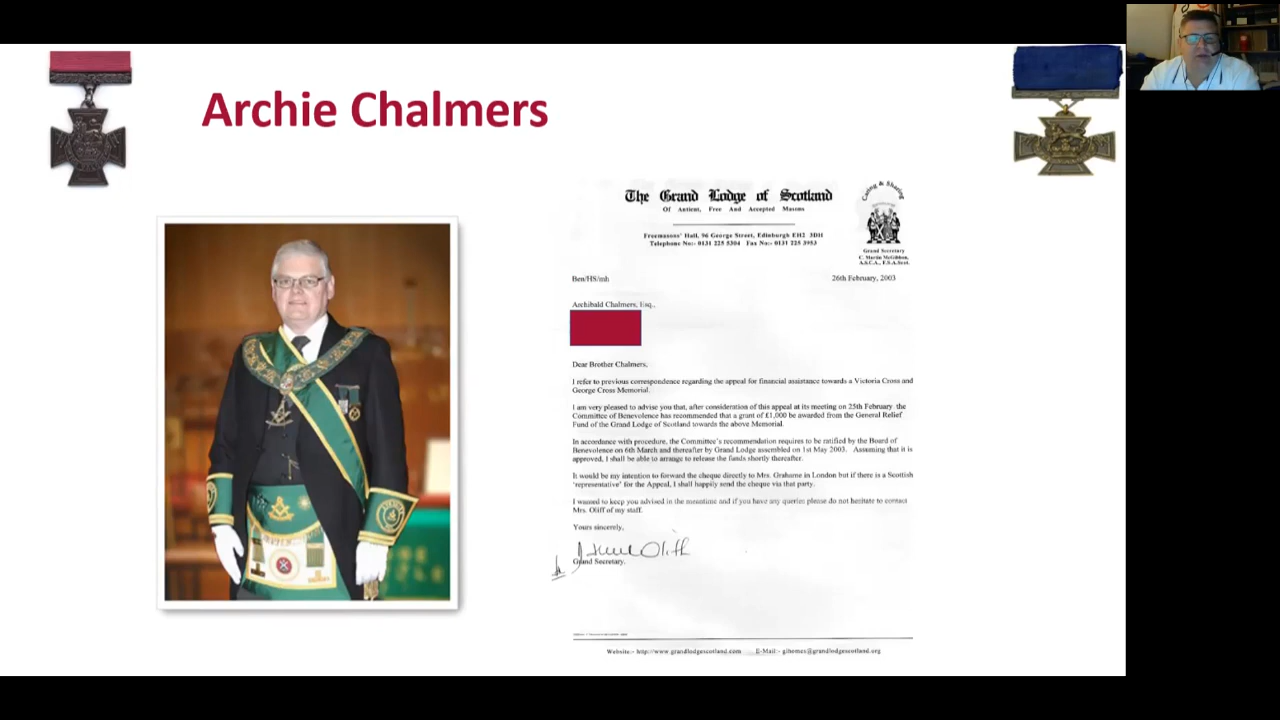 Archie Chalmers
The Grand Lodge of Scotland
Of Antient, Free And Accepted Masons
Freemasons' Hall, 96 George Street, Edinburgh EH2 3DH
Telephone No:- 0131 225 5304 Fax No:- 0131 225 3953
Caring & Sharing
Grand Secretary
C. Martin McGibbon,
Ben/HS/mh
26th February, 2003
Archibald Chalmers, Esq.,
Dear Brother Chalmers,
I refer to previous correspondence regarding the appeal for financial assistance towards a Victoria Cross and
George Cross Memorial.
I am very pleased to advise you that, after consideration of this appeal at its meeting on 25th February the
Committee of Benevolence has recommended that a grant of £1,000 be awarded from the General Relief
Fund of the Grand Lodge of Scotland towards the above Memorial.
In accordance with procedure, the Committee's recommendation requires to be ratified by the Board of
Benevolence on 6th March and thereafter by Grand Lodge assembled on 1st May 2003. Assuming that it is
approved, I shall be able to arrange to release the funds shortly thereafter.
It would be my intention to forward the cheque directly to Mrs. Grahame in London but if there is a Scottish
'representative' for the Appeal, I shall happily send the cheque via that party.
I wanted to keep you advised in the meantime and if you have any queries please do not hesitate to contact
Mrs. Oliff of my staff.
Yours sincerely,
Grand Secretary.
Website:- http://www.grandlodgescotland.com E-Mail:- glhemes@grandlodgescotland.org